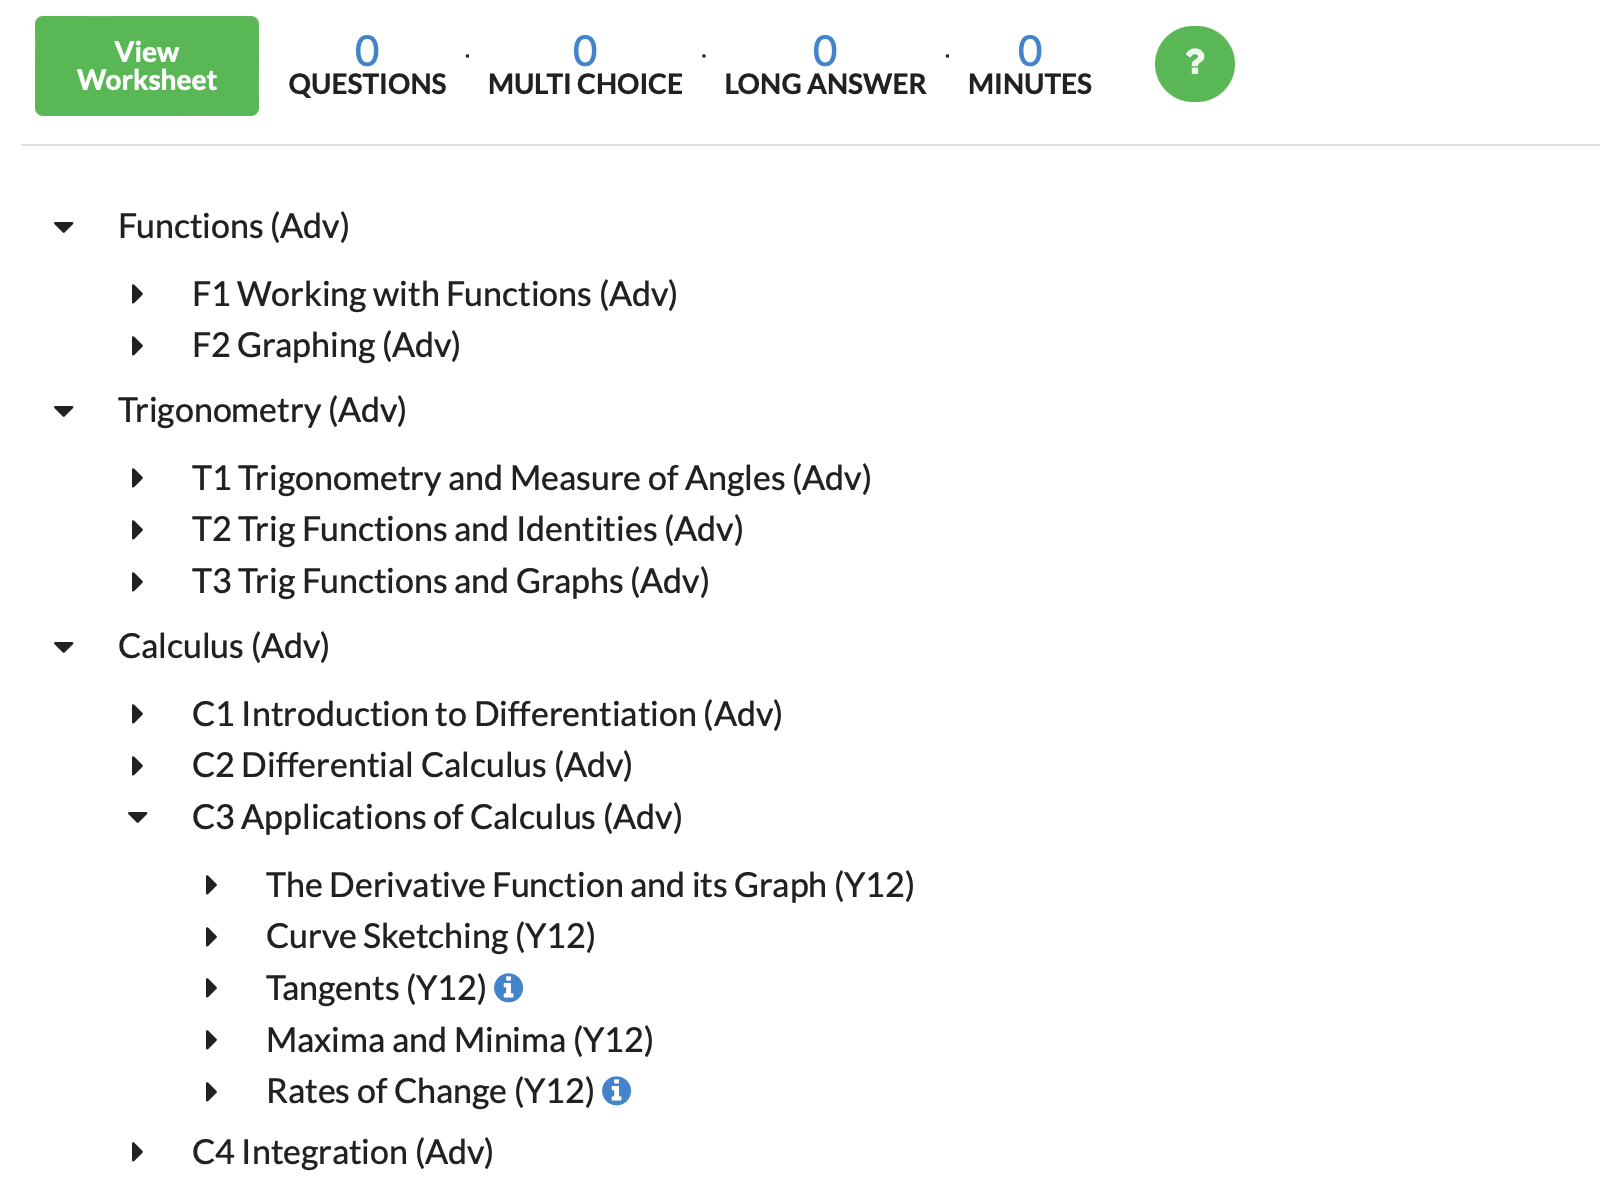 View
Worksheet
0 · 0 · 0 · 0
QUESTIONS MULTI CHOICE LONG ANSWER MINUTES
?
Functions (Adv)
F1 Working with Functions (Adv)
F2 Graphing (Adv)
Trigonometry (Adv)
T1 Trigonometry and Measure of Angles (Adv)
T2 Trig Functions and Identities (Adv)
T3 Trig Functions and Graphs (Adv)
Calculus (Adv)
C1 Introduction to Differentiation (Adv)
C2 Differential Calculus (Adv)
C3 Applications of Calculus (Adv)
The Derivative Function and its Graph (Y12)
Curve Sketching (Y12)
Tangents (Y12) i
Maxima and Minima (Y12)
Rates of Change (Y12) i
C4 Integration (Adv)